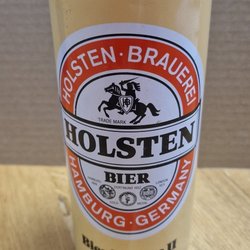 HOLSTEN · BRAUEREI
TRADE MARK
HOLSTEN
BIER
HAMBURG · GERMANY